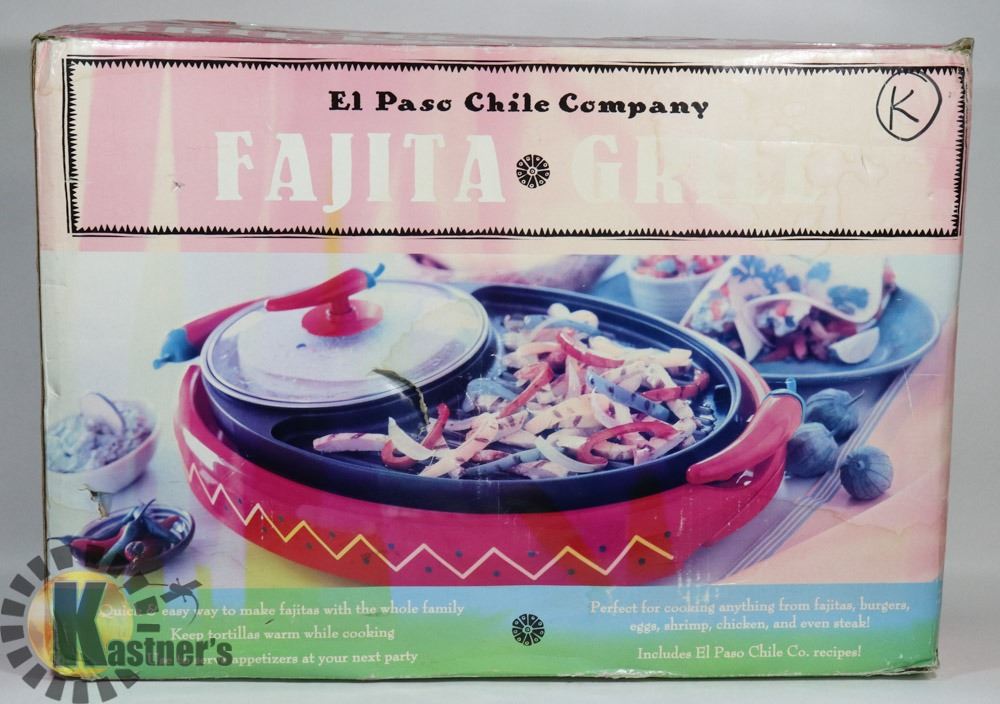 El Paso Chile Company
K
FAJITA GRILL
Quick & easy way to make fajitas with the whole family
Keep tortillas warm while cooking
appetizers at your next party
Perfect for cooking anything from fajitas, burgers,
eggs, shrimp, chicken, and even steak!
Includes El Paso Chile Co. recipes!
Kastner's